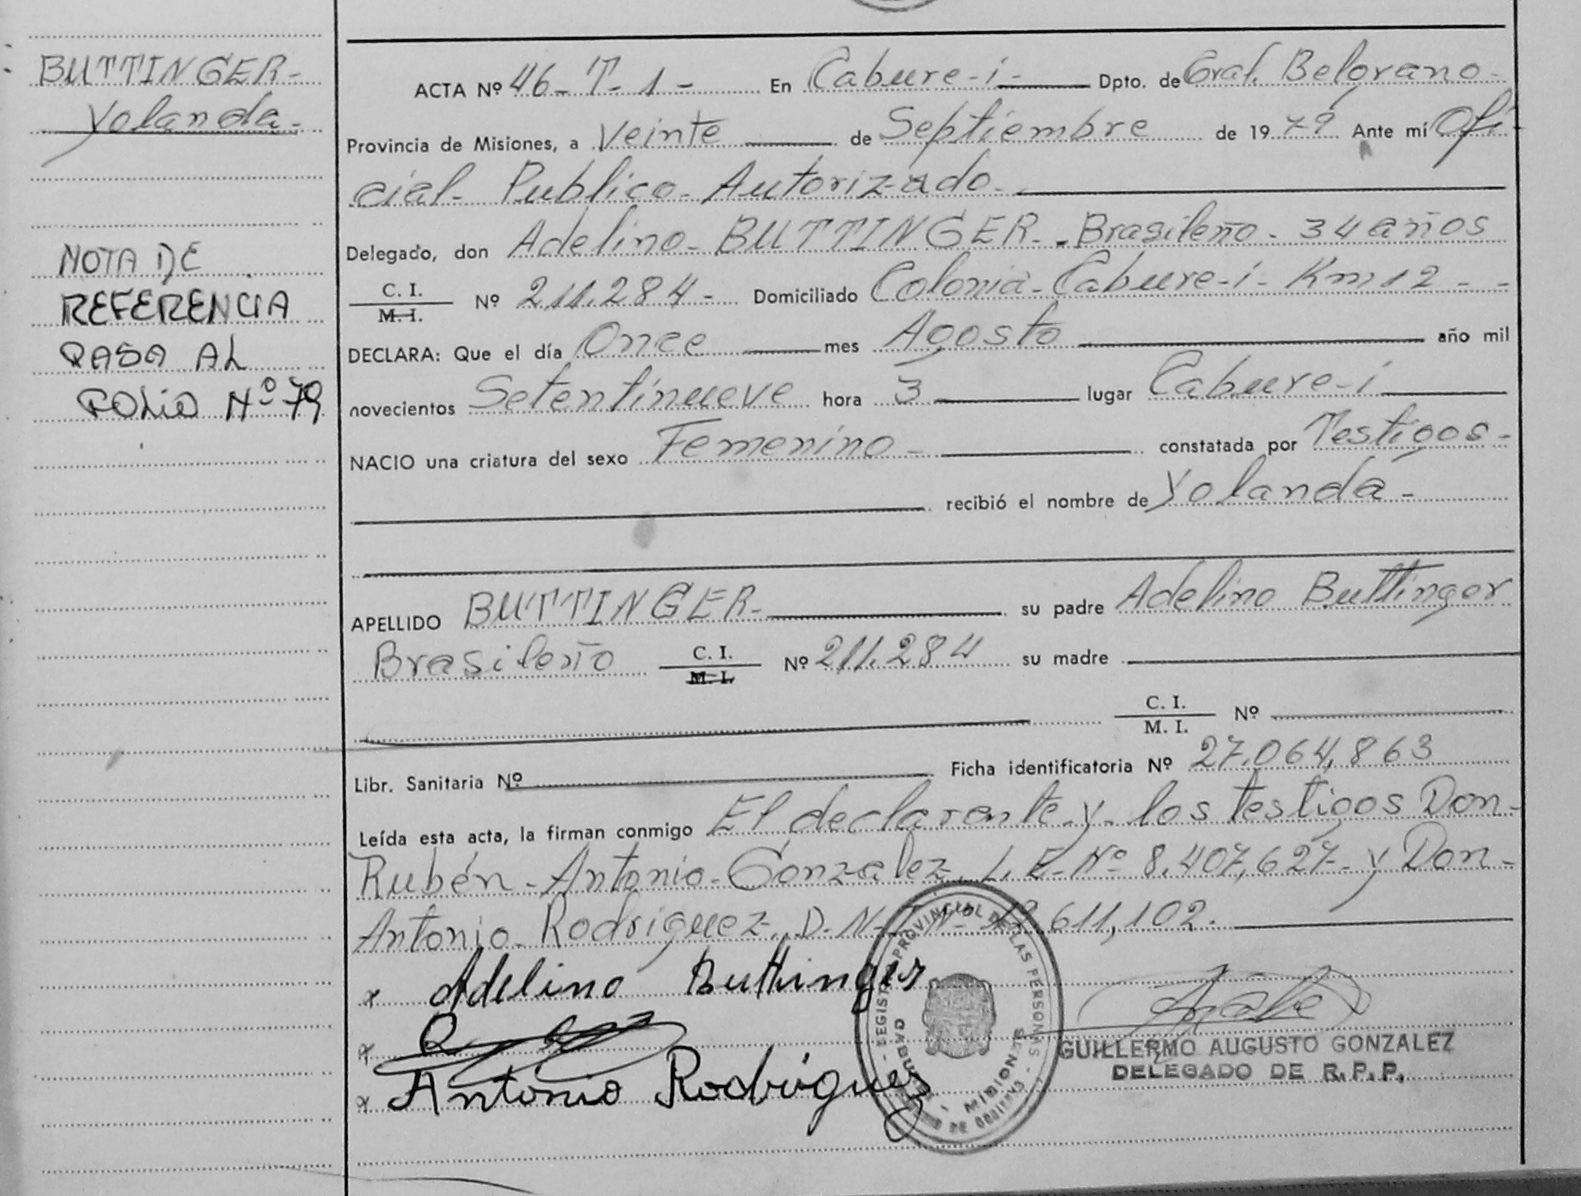 BUTTINGER-
Yolanda-
NOTA DE
REFERENCIA
PASA AL
FOLIO Nº 79
ACTA Nº 46-T-1- En Cabure-i- Dpto. de Gral. Belgrano-
Provincia de Misiones, a Veinte de Septiembre de 1979 Ante mí Ofi
cial- Publico- Autorizado-
Delegado, don Adelino- BUTTINGER-. Brasileño- 34 años
C. I.
M. I. Nº 211.284- Domiciliado Colonia- Cabure-i- Km 12 - -
DECLARA: Que el día Once mes Agosto año mil
novecientos Setentinueve hora 3 lugar Cabure-i
NACIO una criatura del sexo Femenino- constatada por Testigos-
recibió el nombre de Yolanda-
APELLIDO BUTTINGER- su padre Adelino Buttinger
Brasileño C. I.
M. I. Nº 211.284 su madre
C. I.
M. I. Nº
Libr. Sanitaria Nº Ficha identificatoria Nº 27.064,863
Leída esta acta, la firman conmigo El declarante y los testigos Don-
Rubén- Antonio- Gonzalez. L. E. Nº 8.407,627- y Don-
Antonio- Rodriguez. D. N. I. Nº 611,102.
x Adelino Buttinger
x
x Antonio Rodriguez
REGISTRO PROVINCIAL DE LAS PERSONAS
MISIONES
GUILLERMO AUGUSTO GONZALEZ
DELEGADO DE R. P. P.